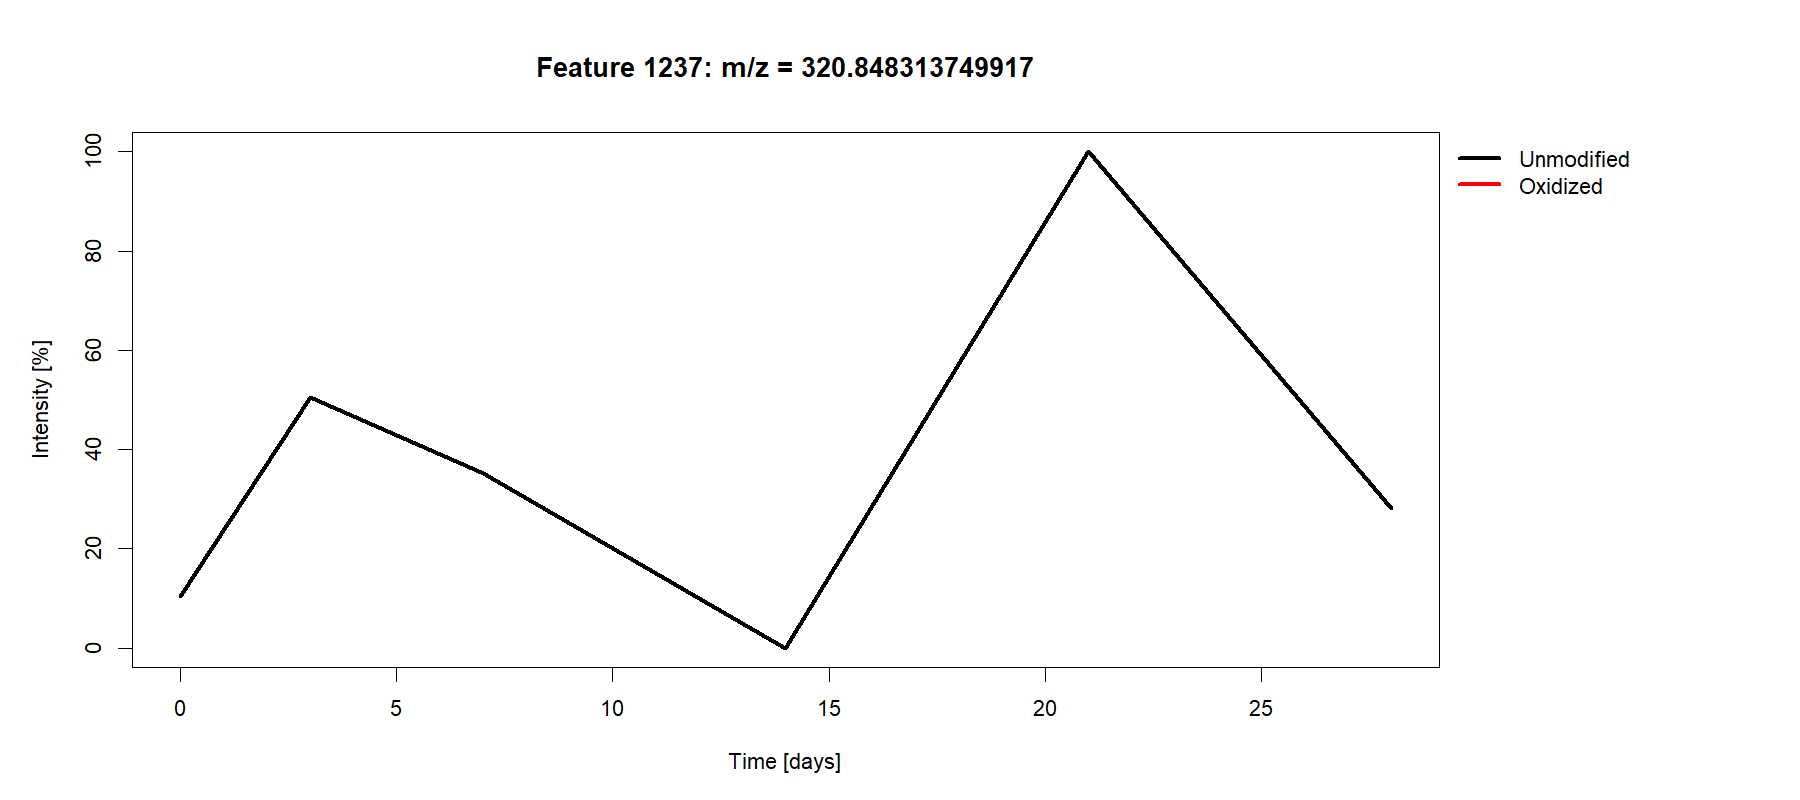 Feature 1237: m/z = 320.848313749917
Unmodified
Oxidized
Intensity [%]
100
80
60
40
20
0
0 5 10 15 20 25
Time [days]